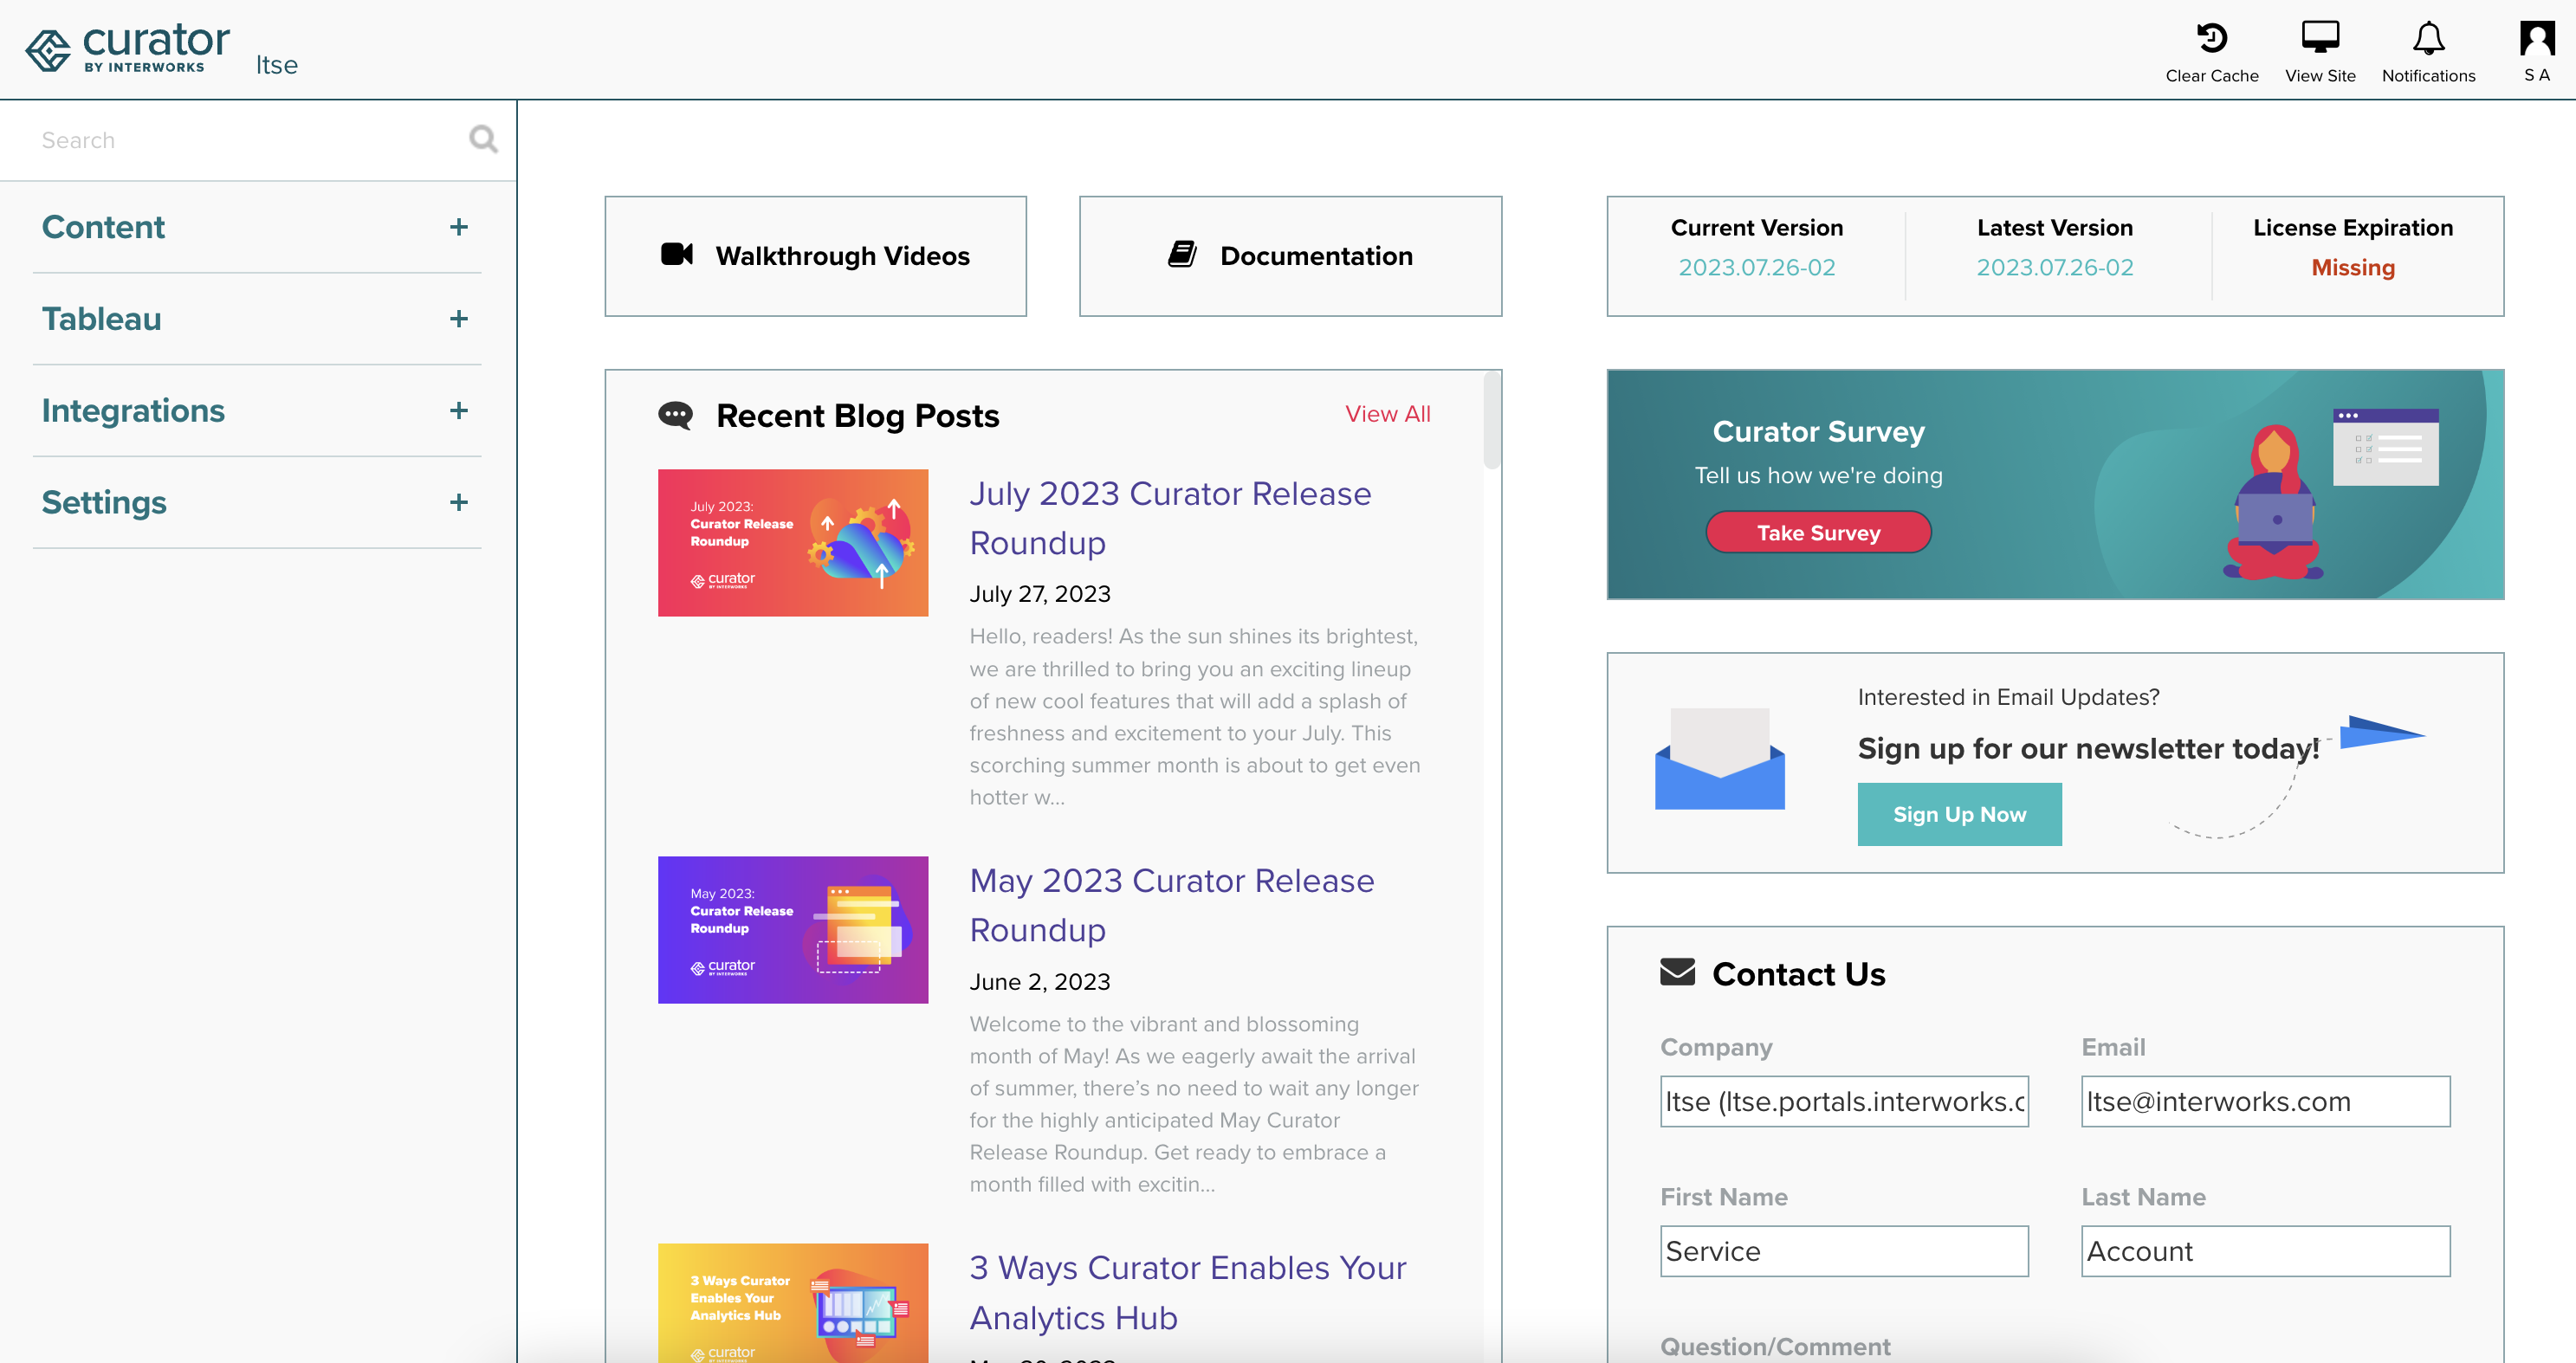 curator
BY INTERWORKS
ltse
Clear Cache
View Site
Notifications
S A
Search
Content
Tableau
Integrations
Settings
Walkthrough Videos
Documentation
Current Version
2023.07.26-02
Latest Version
2023.07.26-02
License Expiration
Missing
Recent Blog Posts
View All
July 2023:
Curator Release
Roundup
curator
BY INTERWORKS
July 2023 Curator Release
Roundup
July 27, 2023
Hello, readers! As the sun shines its brightest,
we are thrilled to bring you an exciting lineup
of new cool features that will add a splash of
freshness and excitement to your July. This
scorching summer month is about to get even
hotter w...
May 2023:
Curator Release
Roundup
curator
BY INTERWORKS
May 2023 Curator Release
Roundup
June 2, 2023
Welcome to the vibrant and blossoming
month of May! As we eagerly await the arrival
of summer, there's no need to wait any longer
for the highly anticipated May Curator
Release Roundup. Get ready to embrace a
month filled with excitin...
3 Ways Curator
Enables Your
Analytics Hub
curator
3 Ways Curator Enables Your
Analytics Hub
Curator Survey
Tell us how we're doing
Take Survey
Interested in Email Updates?
Sign up for our newsletter today!
Sign Up Now
Contact Us
Company
ltse (ltse.portals.interworks.c
Email
ltse@interworks.com
First Name
Service
Last Name
Account
Question/Comment